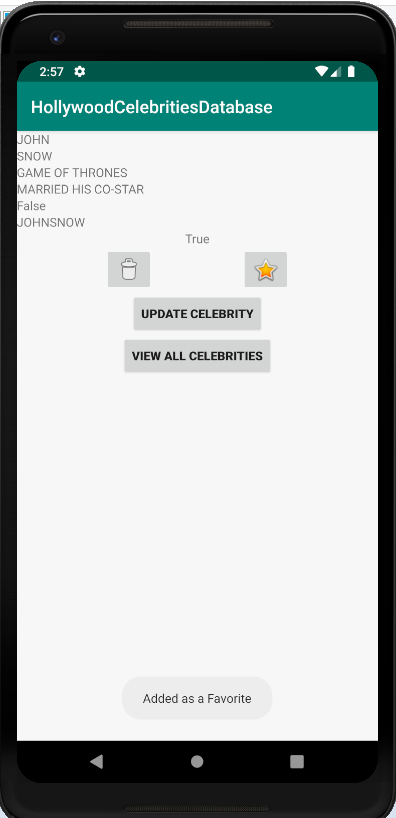 2:57
HollywoodCelebritiesDatabase
JOHN
SNOW
GAME OF THRONES
MARRIED HIS CO-STAR
False
JOHNSNOW
True
UPDATE CELEBRITY
VIEW ALL CELEBRITIES
Added as a Favorite